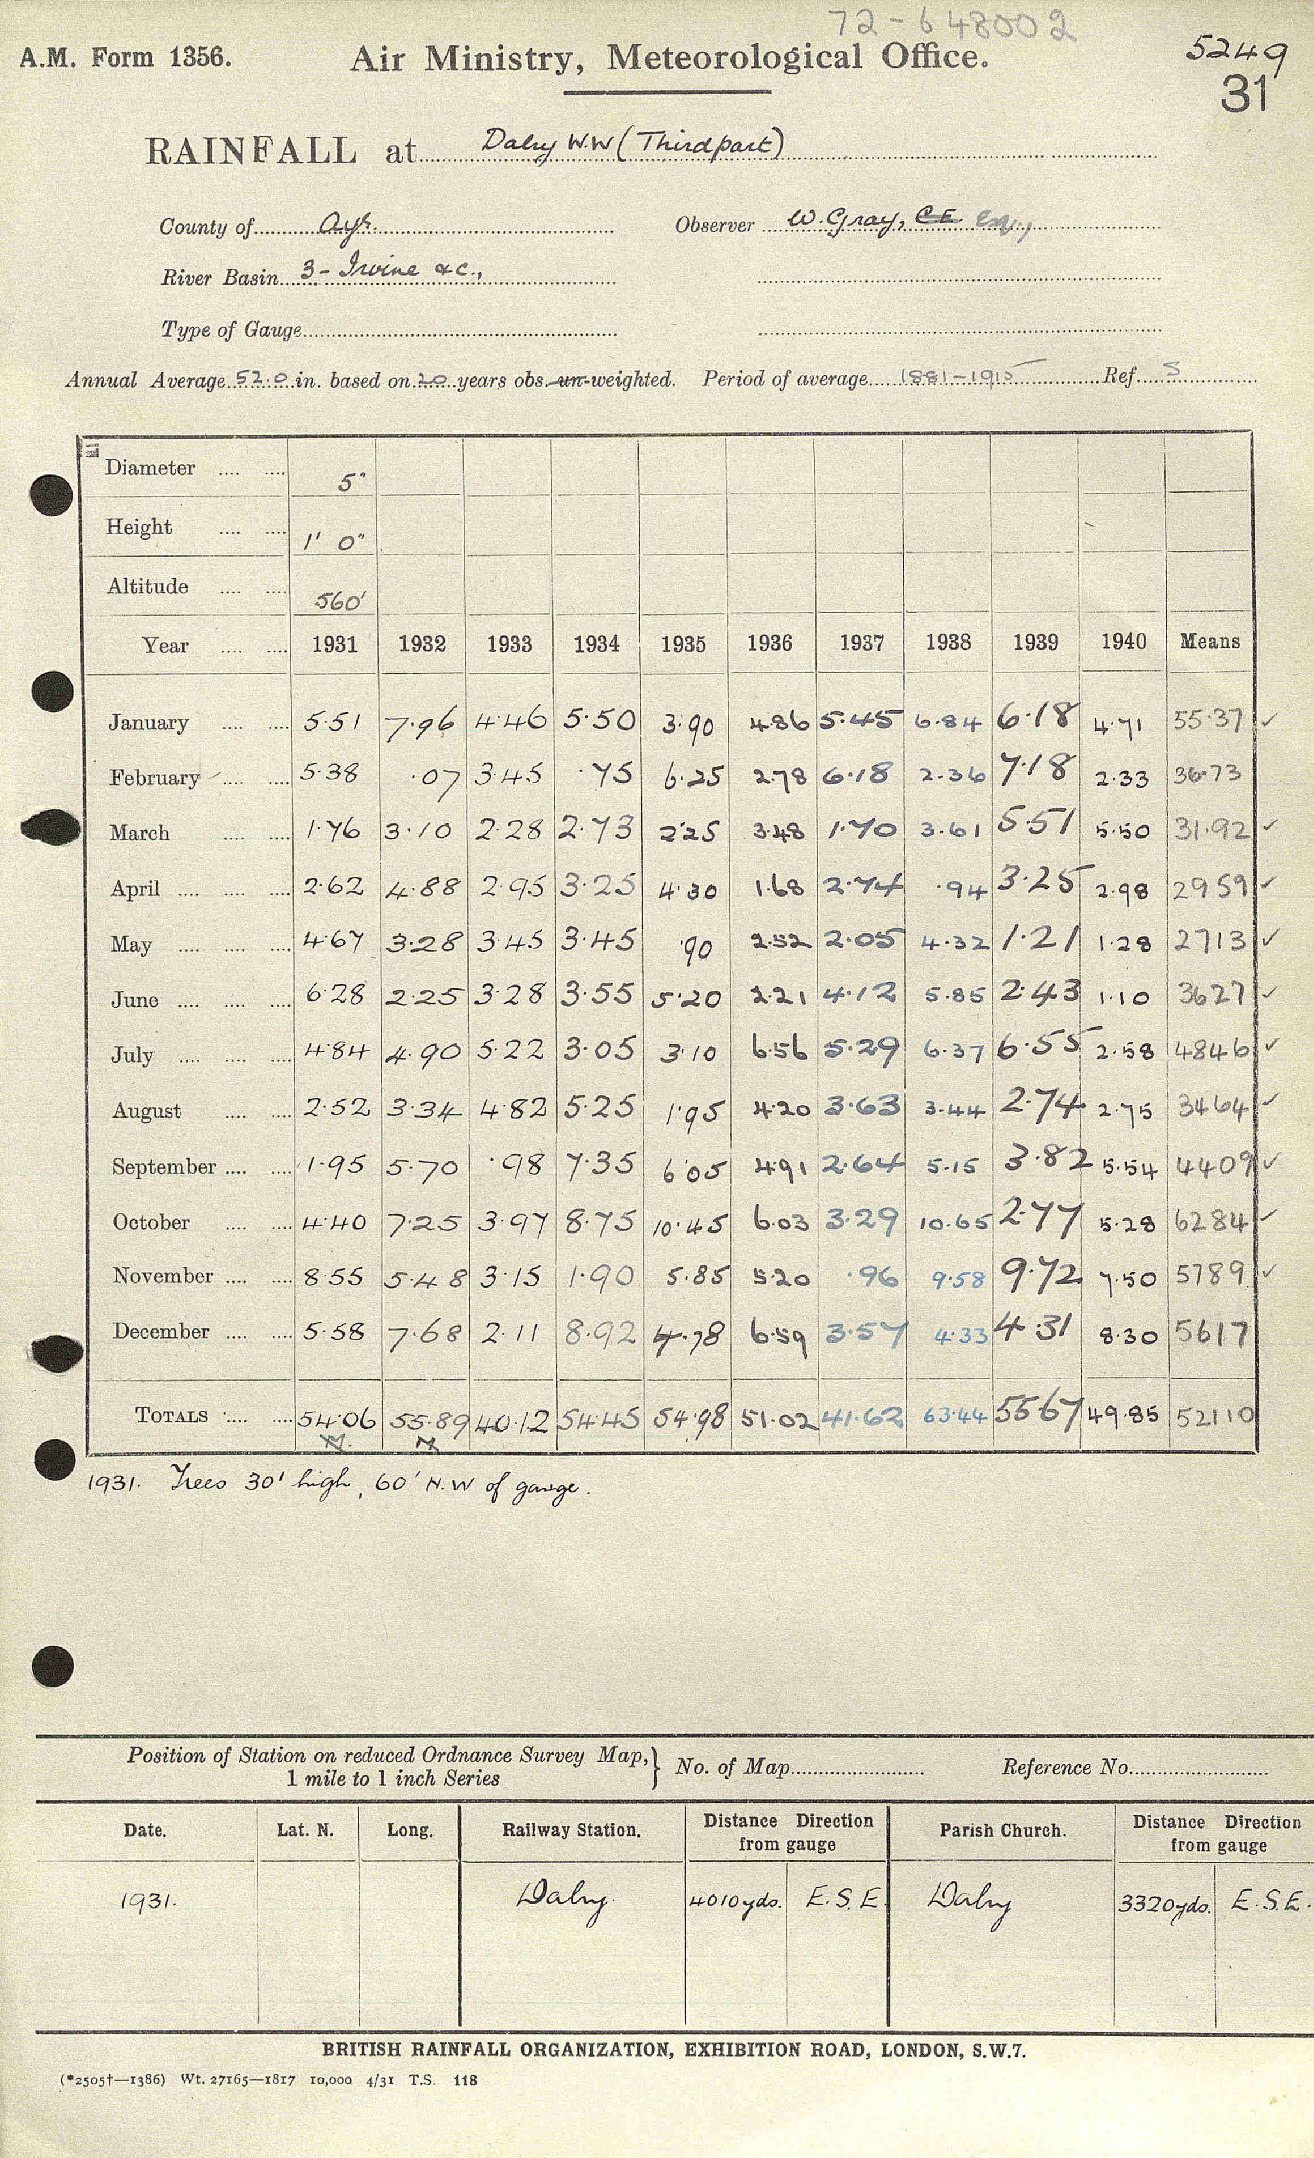 72-648002
A.M. Form 1356. Air Ministry, Meteorological Office. 5249
31
RAINFALL at Dalry W.W (Thirdpart)
County of Ayr. Observer W. Gray, C.E. Esq,
River Basin 3- Irvine &c.,
Type of Gauge
Annual Average 52.0 in. based on 20 years obs. un-weighted. Period of average 1881-1915 Ref. S
Diameter 5"
Height 1' 0"
Altitude 560'
Year 1931 1932 1933 1934 1935 1936 1937 1938 1939 1940 Means
January 5.51 7.96 4.46 5.50 3.90 4.86 5.45 6.84 6.18 4.71 55.37 ✓
February 5.38 .07 3.45 .75 6.25 2.78 6.18 2.36 7.18 2.33 36.73
March 1.76 3.10 2.28 2.73 2.25 3.48 1.70 3.61 5.51 5.50 31.92 ✓
April 2.62 4.88 2.95 3.25 4.30 1.68 2.74 .94 3.25 2.98 2959 ✓
May 4.67 3.28 3.45 3.45 .90 2.52 2.05 4.32 1.21 1.28 2713 ✓
June 6.28 2.25 3.28 3.55 5.20 2.21 4.12 5.85 2.43 1.10 3627 ✓
July 4.84 4.90 5.22 3.05 3.10 6.56 5.29 6.37 6.55 2.58 4846 ✓
August 2.52 3.34 4.82 5.25 1.95 4.20 3.63 3.44 2.74 2.75 3464 ✓
September 1.95 5.70 .98 7.35 6.05 4.91 2.64 5.15 3.82 5.54 4409 ✓
October 4.40 7.25 3.97 8.75 10.45 6.03 3.29 10.65 2.77 5.28 6284 ✓
November 8.55 5.48 3.15 1.90 5.85 5.20 .96 9.58 9.72 7.50 5789 ✓
December 5.58 7.68 2.11 8.92 4.78 6.59 3.57 4.33 4.31 8.30 5617
TOTALS 54.06 55.89 40.12 54.45 54.98 51.02 41.62 63.44 55.67 49.85 52110
1931. Trees 30' high, 60' N.W of gauge.
Position of Station on reduced Ordnance Survey Map, } No. of Map Reference No.
1 mile to 1 inch Series
Date. Lat. N. Long. Railway Station. Distance Direction from gauge Parish Church. Distance Direction from gauge
1931. Dalry 4010 yds. E.S.E. Dalry 3320 yds. E.S.E.
BRITISH RAINFALL ORGANIZATION, EXHIBITION ROAD, LONDON, S.W.7.
(*2505†—1386) Wt. 27165—1817 10,000 4/31 T.S. 118